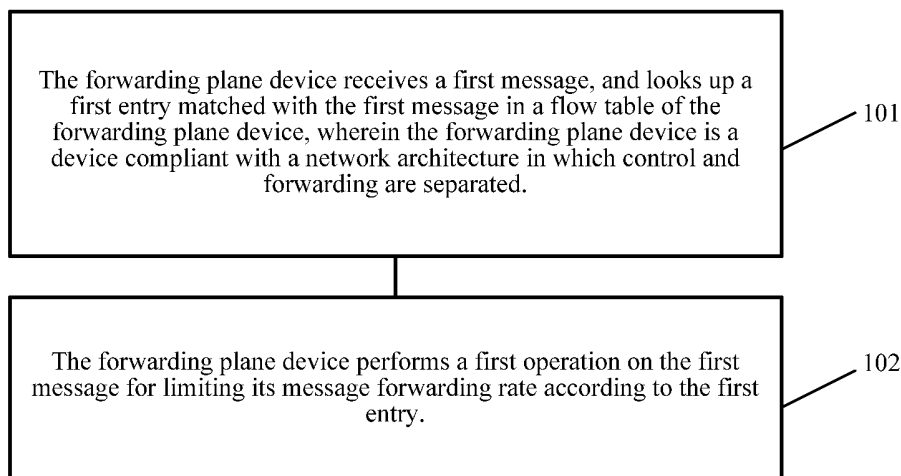 The forwarding plane device receives a first message, and looks up a
first entry matched with the first message in a flow table of the
forwarding plane device, wherein the forwarding plane device is a
device compliant with a network architecture in which control and
forwarding are separated.
101
The forwarding plane device performs a first operation on the first
message for limiting its message forwarding rate according to the first
entry.
102